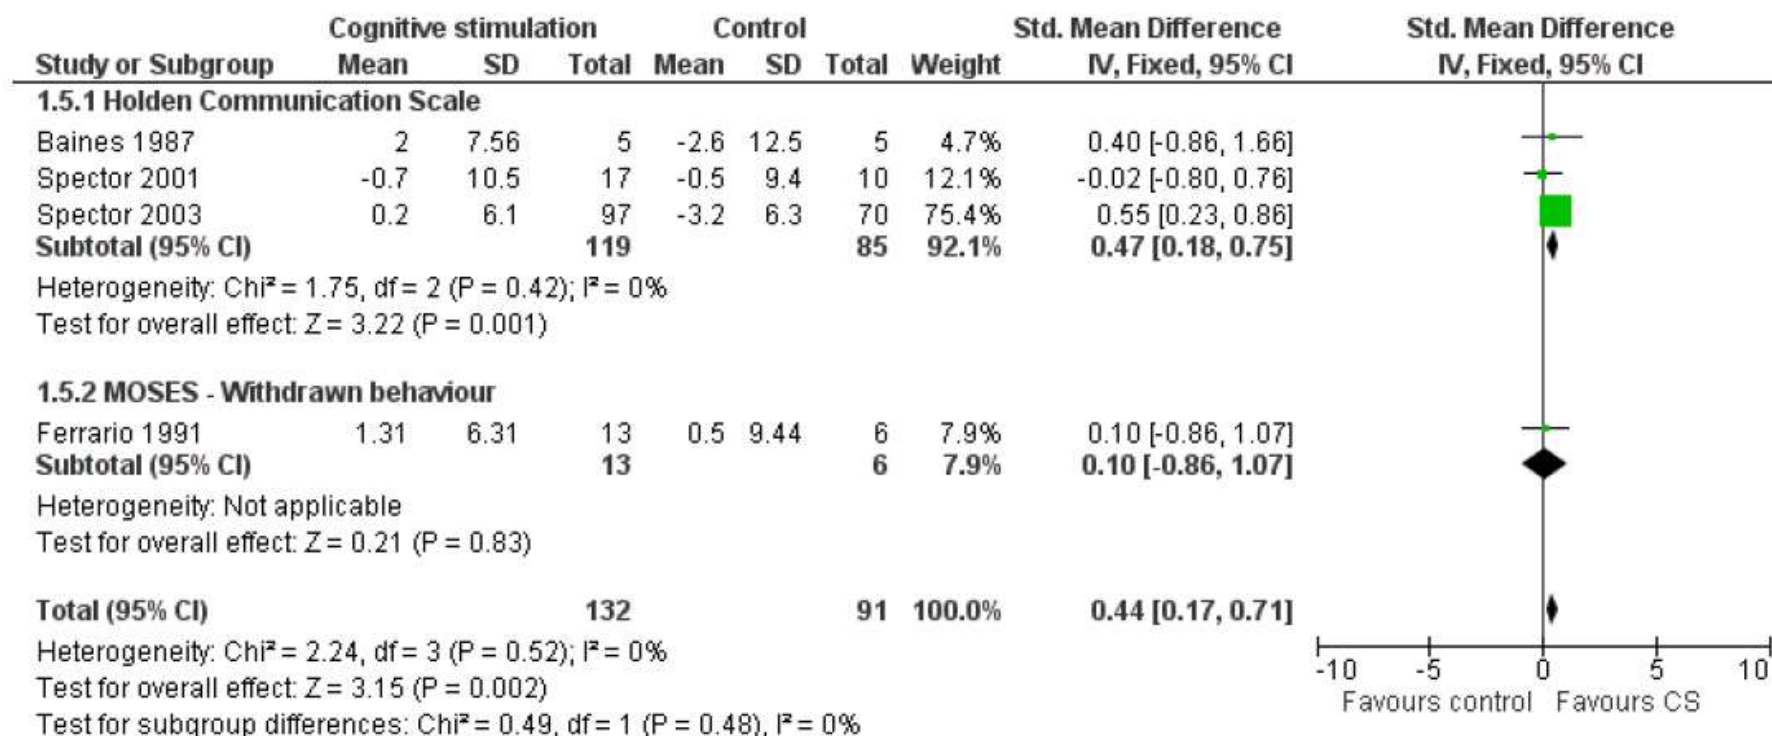 Cognitive stimulation Control Std. Mean Difference Std. Mean Difference
Study or Subgroup Mean SD Total Mean SD Total Weight IV, Fixed, 95% CI IV, Fixed, 95% CI
1.5.1 Holden Communication Scale
Baines 1987 2 7.56 5 -2.6 12.5 5 4.7% 0.40 [-0.86, 1.66]
Spector 2001 -0.7 10.5 17 -0.5 9.4 10 12.1% -0.02 [-0.80, 0.76]
Spector 2003 0.2 6.1 97 -3.2 6.3 70 75.4% 0.55 [0.23, 0.86]
Subtotal (95% CI) 119 85 92.1% 0.47 [0.18, 0.75]
Heterogeneity: Chi² = 1.75, df = 2 (P = 0.42); I² = 0%
Test for overall effect: Z = 3.22 (P = 0.001)
1.5.2 MOSES - Withdrawn behaviour
Ferrario 1991 1.31 6.31 13 0.5 9.44 6 7.9% 0.10 [-0.86, 1.07]
Subtotal (95% CI) 13 6 7.9% 0.10 [-0.86, 1.07]
Heterogeneity: Not applicable
Test for overall effect: Z = 0.21 (P = 0.83)
Total (95% CI) 132 91 100.0% 0.44 [0.17, 0.71]
Heterogeneity: Chi² = 2.24, df = 3 (P = 0.52); I² = 0%
Test for overall effect: Z = 3.15 (P = 0.002)
Test for subgroup differences: Chi² = 0.49, df = 1 (P = 0.48), I² = 0%
-10 -5 0 5 10
Favours control Favours CS